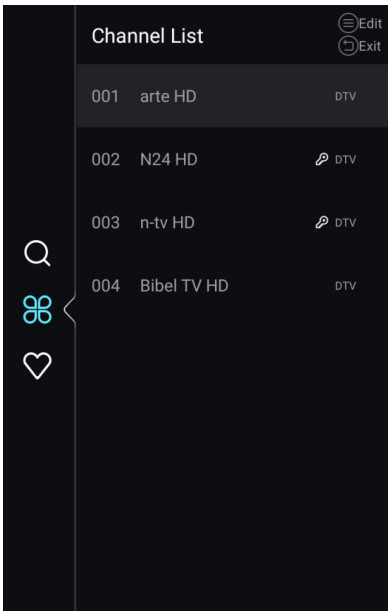 Channel List
Edit
Exit
001 arte HD DTV
002 N24 HD DTV
003 n-tv HD DTV
004 Bibel TV HD DTV